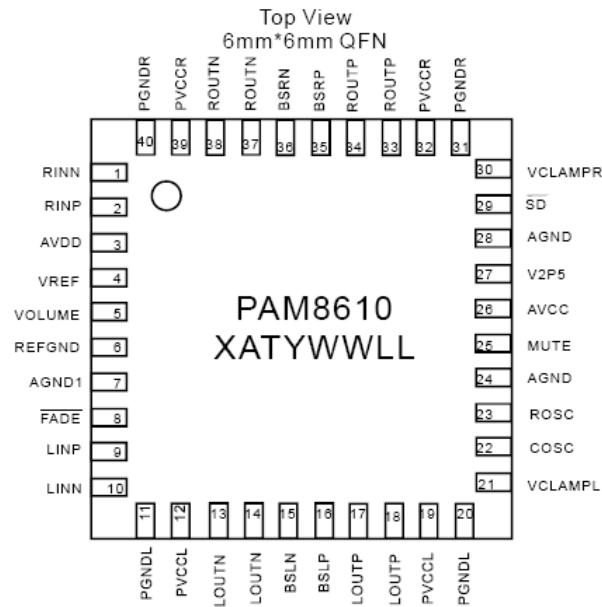 Top View
6mm*6mm QFN
PGNDR PVCCR ROUTN ROUTN BSRN BSRP ROUTP ROUTP PVCCR PGNDR
40 39 38 37 36 35 34 33 32 31
RINN 1
RINP 2
AVDD 3
VREF 4
VOLUME 5
REFGND 6
AGND1 7
FADE 8
LINP 9
LINN 10
PAM8610
XATYWWLL
30 VCLAMPR
29 SD
28 AGND
27 V2P5
26 AVCC
25 MUTE
24 AGND
23 ROSC
22 COSC
21 VCLAMPL
11 12 13 14 15 16 17 18 19 20
PGNDL PVCCL LOUTN LOUTN BSLN BSLP LOUTP LOUTP PVCCL PGNDL